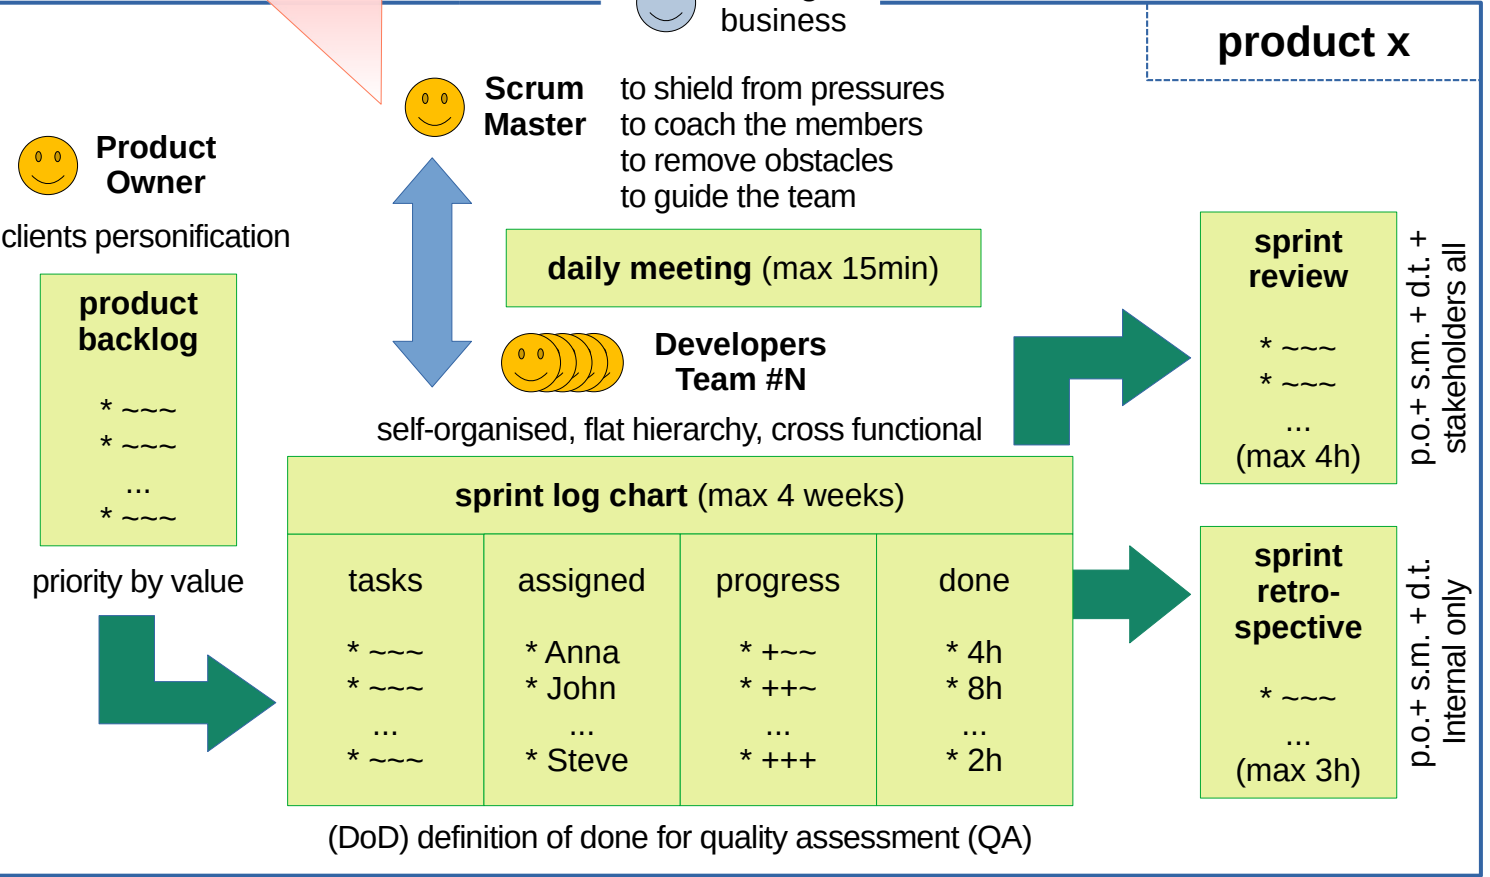 business
product x
Scrum
Master
to shield from pressures
to coach the members
to remove obstacles
to guide the team
Product
Owner
clients personification
product
backlog
* ~~~
* ~~~
...
* ~~~
priority by value
daily meeting (max 15min)
Developers
Team #N
self-organised, flat hierarchy, cross functional
sprint log chart (max 4 weeks)
tasks
* ~~~
* ~~~
...
* ~~~
assigned
* Anna
* John
...
* Steve
progress
* +~~
* ++~
...
* +++
done
* 4h
* 8h
...
* 2h
(DoD) definition of done for quality assessment (QA)
sprint
review
* ~~~
* ~~~
...
(max 4h)
p.o.+ s.m. + d.t. +
stakeholders all
sprint
retro-
spective
* ~~~
...
(max 3h)
p.o.+ s.m. + d.t.
Internal only